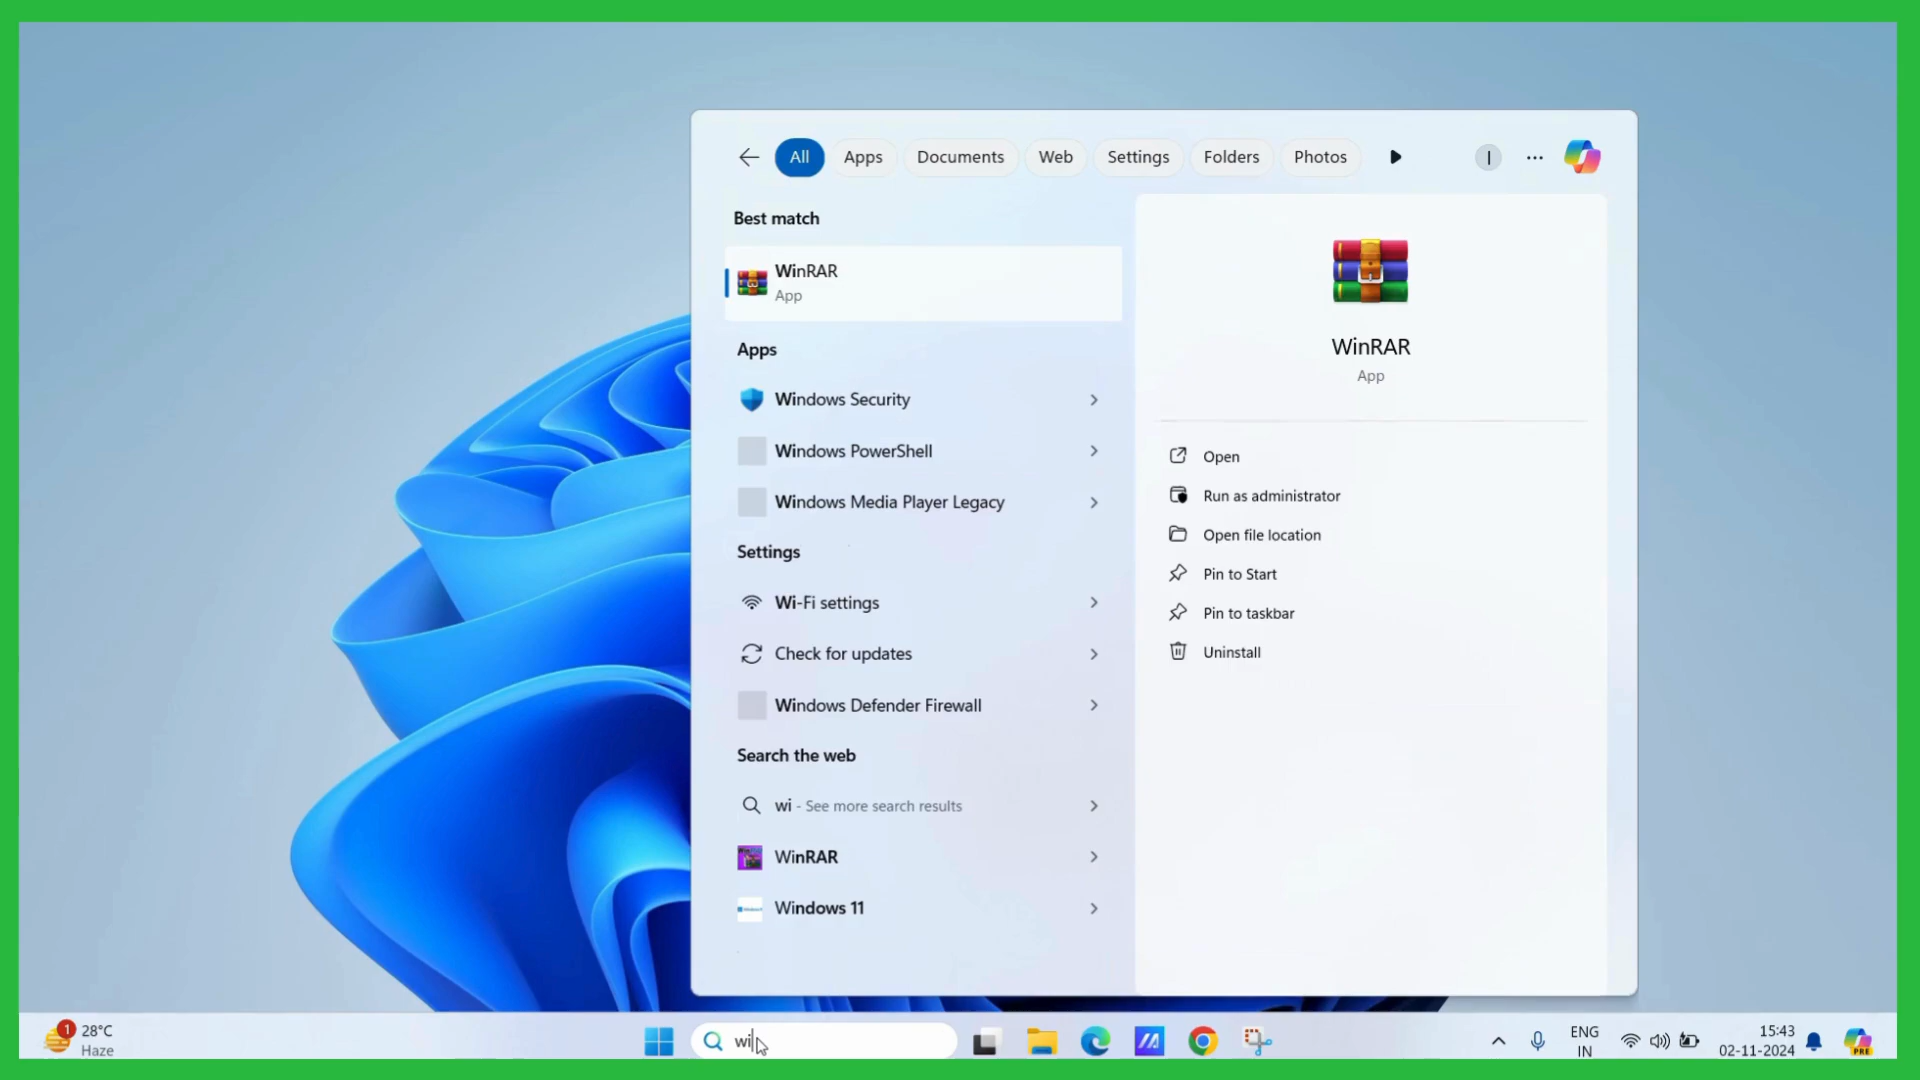 All Apps Documents Web Settings Folders Photos I ...
Best match
WinRAR
App
Apps
Windows Security
Windows PowerShell
Windows Media Player Legacy
Settings
Wi-Fi settings
Check for updates
Windows Defender Firewall
Search the web
wi - See more search results
WinRAR
Windows 11
WinRAR
App
Open
Run as administrator
Open file location
Pin to Start
Pin to taskbar
Uninstall
1
28°C
Haze
wi
ENG
IN
15:43
02-11-2024
PRE